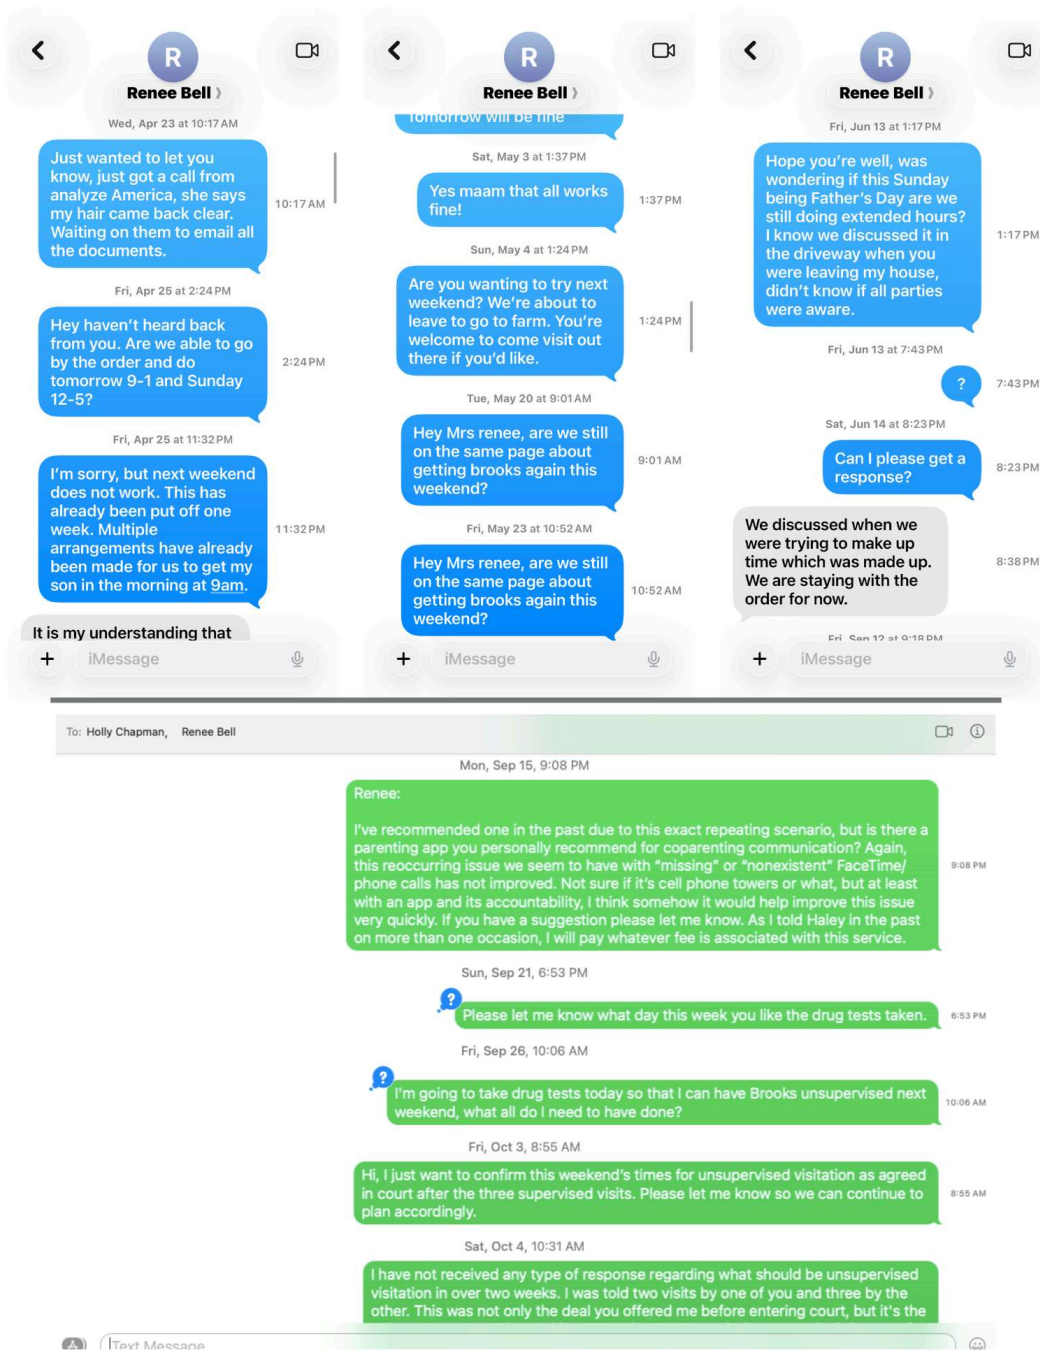 R
Renee Bell
Wed, Apr 23 at 10:17 AM
Just wanted to let you
know, just got a call from
analyze America, she says
my hair came back clear.
Waiting on them to email all
the documents.
10:17 AM
Fri, Apr 25 at 2:24 PM
Hey haven't heard back
from you. Are we able to go
by the order and do
tomorrow 9-1 and Sunday
12-5?
2:24 PM
Fri, Apr 25 at 11:32 PM
I'm sorry, but next weekend
does not work. This has
already been put off one
week. Multiple
arrangements have already
been made for us to get my
son in the morning at 9am.
11:32 PM
It is my understanding that
iMessage
R
Renee Bell
Tomorrow will be fine
Sat, May 3 at 1:37 PM
Yes maam that all works
fine!
1:37 PM
Sun, May 4 at 1:24 PM
Are you wanting to try next
weekend? We're about to
leave to go to farm. You're
welcome to come visit out
there if you'd like.
1:24 PM
Tue, May 20 at 9:01 AM
Hey Mrs renee, are we still
on the same page about
getting brooks again this
weekend?
9:01 AM
Fri, May 23 at 10:52 AM
Hey Mrs renee, are we still
on the same page about
getting brooks again this
weekend?
10:52 AM
iMessage
R
Renee Bell
Fri, Jun 13 at 1:17 PM
Hope you're well, was
wondering if this Sunday
being Father's Day are we
still doing extended hours?
I know we discussed it in
the driveway when you
were leaving my house,
didn't know if all parties
were aware.
1:17 PM
Fri, Jun 13 at 7:43 PM
?
7:43 PM
Sat, Jun 14 at 8:23 PM
Can I please get a
response?
8:23 PM
We discussed when we
were trying to make up
time which was made up.
We are staying with the
order for now.
8:38 PM
Fri, Sep 12 at 9:18 PM
iMessage
To: Holly Chapman, Renee Bell
Mon, Sep 15, 9:08 PM
Renee:
I've recommended one in the past due to this exact repeating scenario, but is there a
parenting app you personally recommend for coparenting communication? Again,
this reoccurring issue we seem to have with "missing" or "nonexistent" FaceTime/
phone calls has not improved. Not sure if it's cell phone towers or what, but at least
with an app and its accountability, I think somehow it would help improve this issue
very quickly. If you have a suggestion please let me know. As I told Haley in the past
on more than one occasion, I will pay whatever fee is associated with this service.
9:08 PM
Sun, Sep 21, 6:53 PM
?
Please let me know what day this week you like the drug tests taken.
6:53 PM
Fri, Sep 26, 10:06 AM
?
I'm going to take drug tests today so that I can have Brooks unsupervised next
weekend, what all do I need to have done?
10:06 AM
Fri, Oct 3, 8:55 AM
Hi, I just want to confirm this weekend's times for unsupervised visitation as agreed
in court after the three supervised visits. Please let me know so we can continue to
plan accordingly.
8:55 AM
Sat, Oct 4, 10:31 AM
I have not received any type of response regarding what should be unsupervised
visitation in over two weeks. I was told two visits by one of you and three by the
other. This was not only the deal you offered me before entering court, but it's the
Text Message